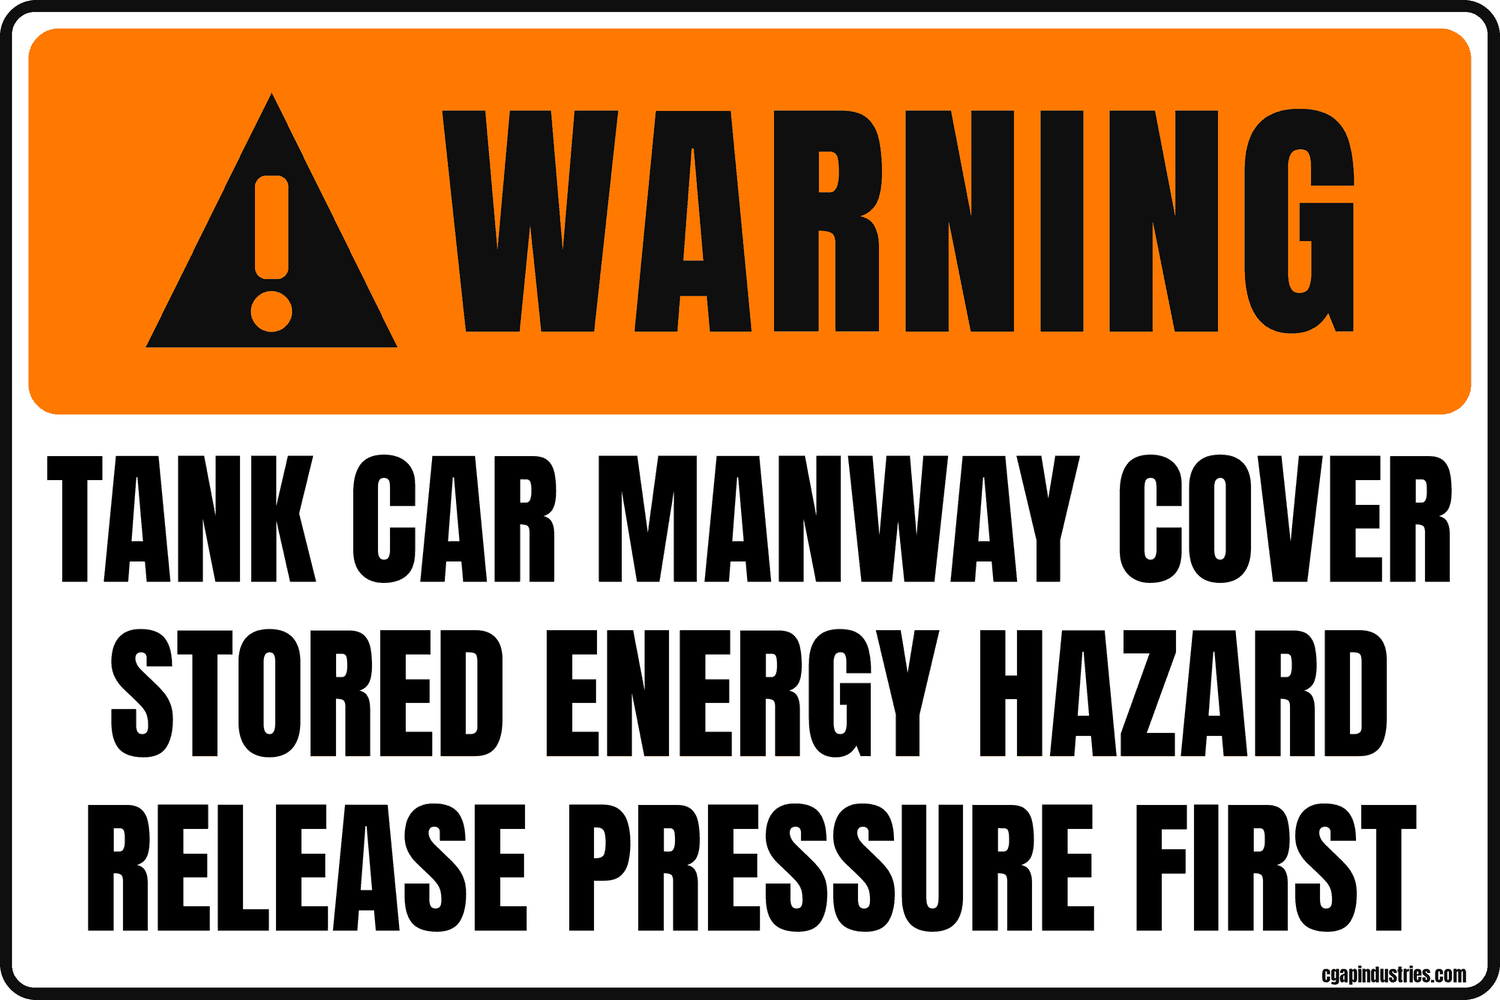 WARNING
TANK CAR MANWAY COVER
STORED ENERGY HAZARD
RELEASE PRESSURE FIRST
cgapindustries.com